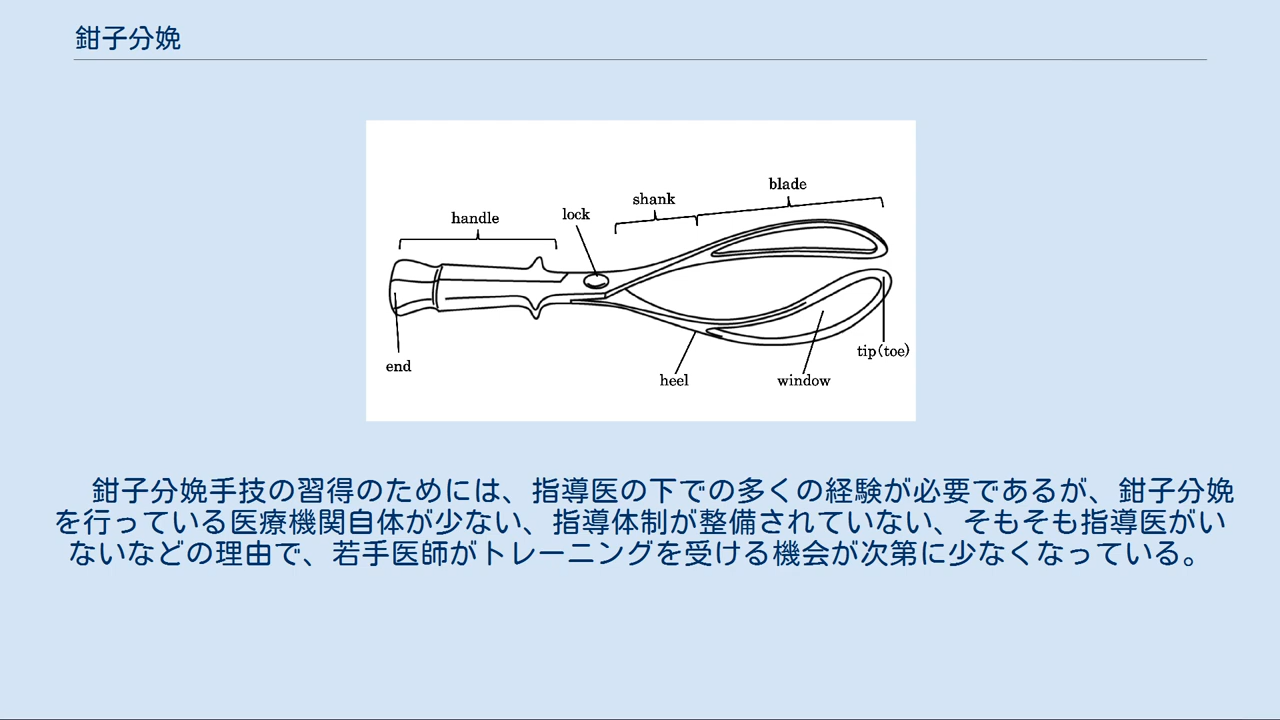 鉗子分娩
blade
shank
handle
lock
end
heel
window
tip(toe)
鉗子分娩手技の習得のためには、指導医の下での多くの経験が必要であるが、鉗子分娩
を行っている医療機関自体が少ない、指導体制が整備されていない、そもそも指導医がい
ないなどの理由で、若手医師がトレーニングを受ける機会が次第に少なくなっている。